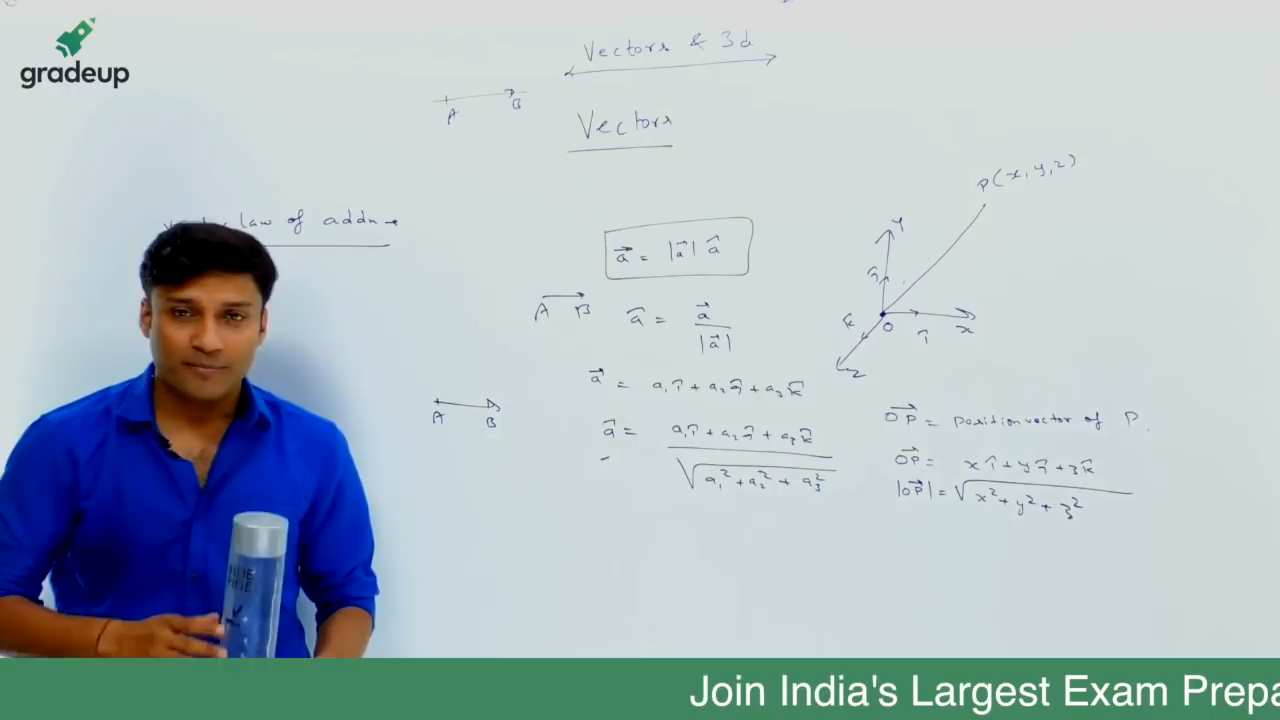 gradeup
Vectors & 3d
A B
Vectors
law of addn
P(x, y, z)
a⃗ = |a⃗| â
Y
ĵ
O
k̂
î
x
z
A B
â = a⃗ / |a⃗|
a⃗ = a₁î + a₂ĵ + a₃k̂
A B
â = a₁î + a₂ĵ + a₃k̂ / √a₁² + a₂² + a₃²
OP⃗ = Position vector of P.
OP⃗ = xî + yĵ + zk̂
|OP⃗| = √x² + y² + z²
Join India's Largest Exam Prepa